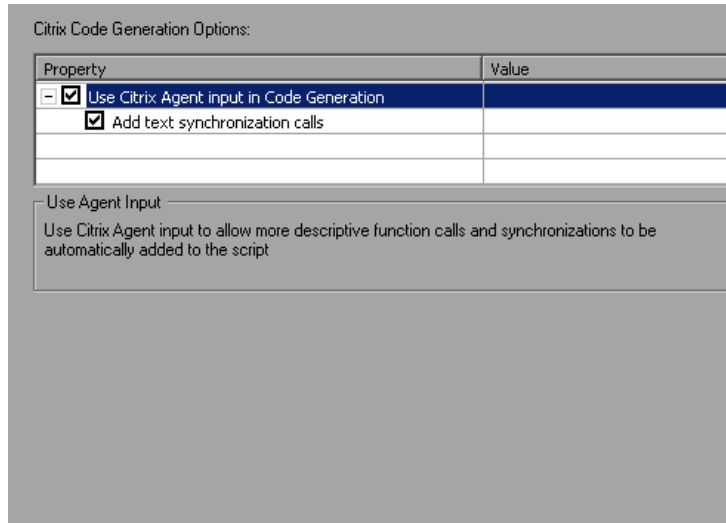 Citrix Code Generation Options:
Property Value
Use Citrix Agent input in Code Generation
Add text synchronization calls
Use Agent Input
Use Citrix Agent input to allow more descriptive function calls and synchronizations to be
automatically added to the script